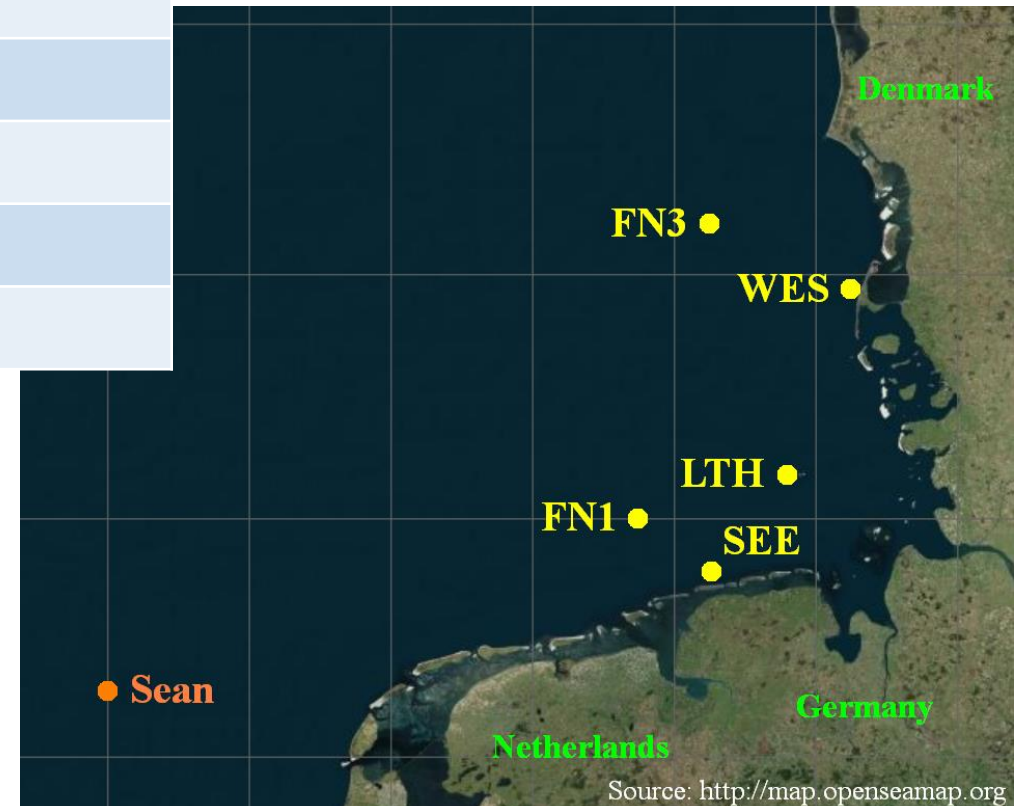 Denmark
FN3
WES
LTH
FN1
SEE
Sean
Germany
Netherlands
Source: http://map.openseamap.org